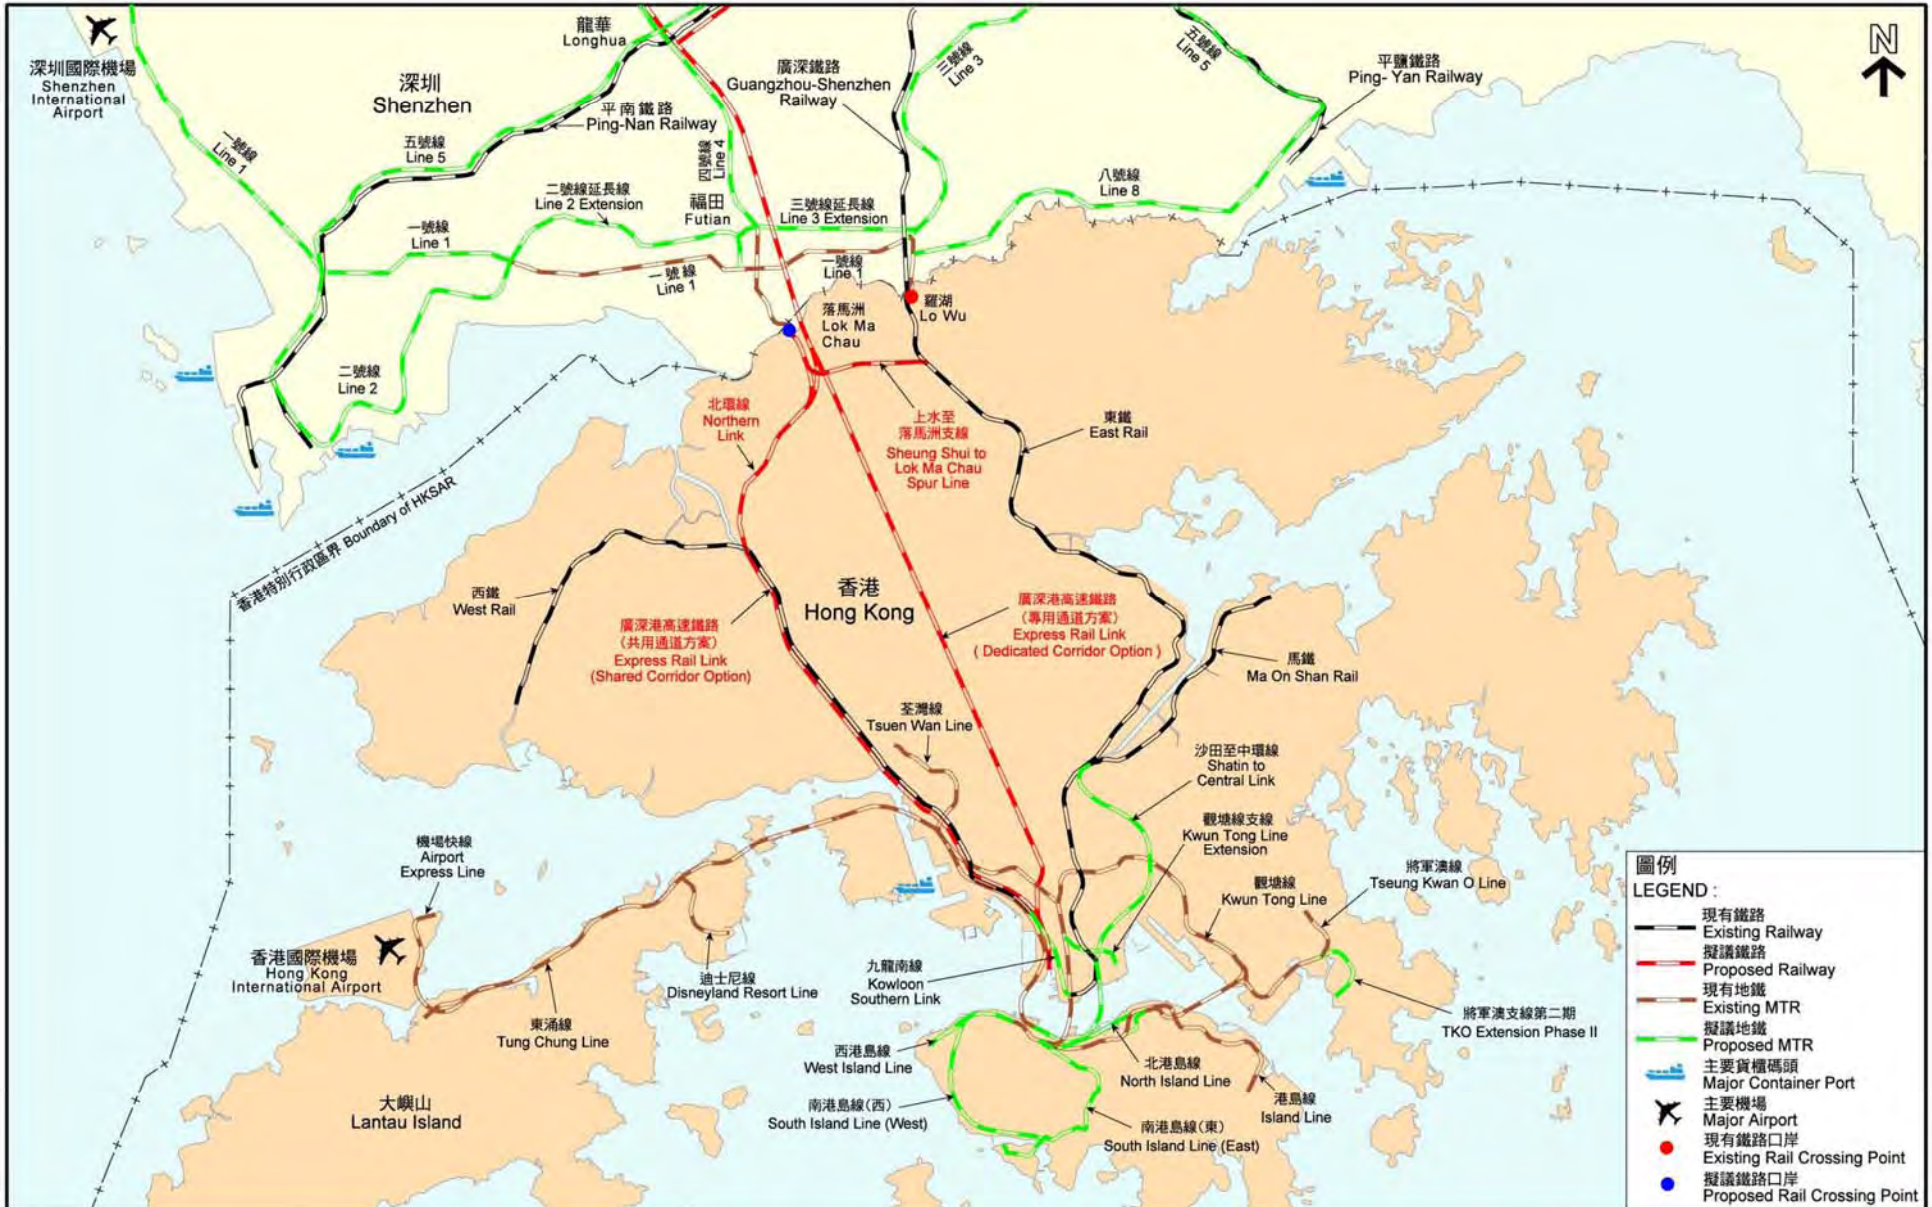 龍華
Longhua
N
深圳國際機場
Shenzhen
International
Airport
深圳
Shenzhen
廣深鐵路
Guangzhou-Shenzhen
Railway
三號線
Line 3
五號線
Line 5
平鹽鐵路
Ping- Yan Railway
平南鐵路
Ping-Nan Railway
一號線
Line 1
五號線
Line 5
四號線
Line 4
二號線延長線
Line 2 Extension
福田
Futian
三號線延長線
Line 3 Extension
八號線
Line 8
一號線
Line 1
一號線
Line 1
一號線
Line 1
羅湖
Lo Wu
落馬洲
Lok Ma
Chau
二號線
Line 2
北環線
Northern
Link
上水至
落馬洲支線
Sheung Shui to
Lok Ma Chau
Spur Line
東鐵
East Rail
香港特別行政區界 Boundary of HKSAR
西鐵
West Rail
香港
Hong Kong
廣深港高速鐵路
(共用通道方案)
Express Rail Link
(Shared Corridor Option)
廣深港高速鐵路
(專用通道方案)
Express Rail Link
( Dedicated Corridor Option )
馬鐵
Ma On Shan Rail
荃灣線
Tsuen Wan Line
沙田至中環線
Shatin to
Central Link
觀塘線支線
Kwun Tong Line
Extension
機場快線
Airport
Express Line
將軍澳線
Tseung Kwan O Line
觀塘線
Kwun Tong Line
香港國際機場
Hong Kong
International Airport
迪士尼線
Disneyland Resort Line
九龍南線
Kowloon
Southern Link
東涌線
Tung Chung Line
將軍澳支線第二期
TKO Extension Phase II
西港島線
West Island Line
北港島線
North Island Line
大嶼山
Lantau Island
南港島線(西)
South Island Line (West)
港島線
Island Line
南港島線(東)
South Island Line (East)
圖例
LEGEND :
現有鐵路
Existing Railway
擬議鐵路
Proposed Railway
現有地鐵
Existing MTR
擬議地鐵
Proposed MTR
主要貨櫃碼頭
Major Container Port
主要機場
Major Airport
現有鐵路口岸
Existing Rail Crossing Point
擬議鐵路口岸
Proposed Rail Crossing Point